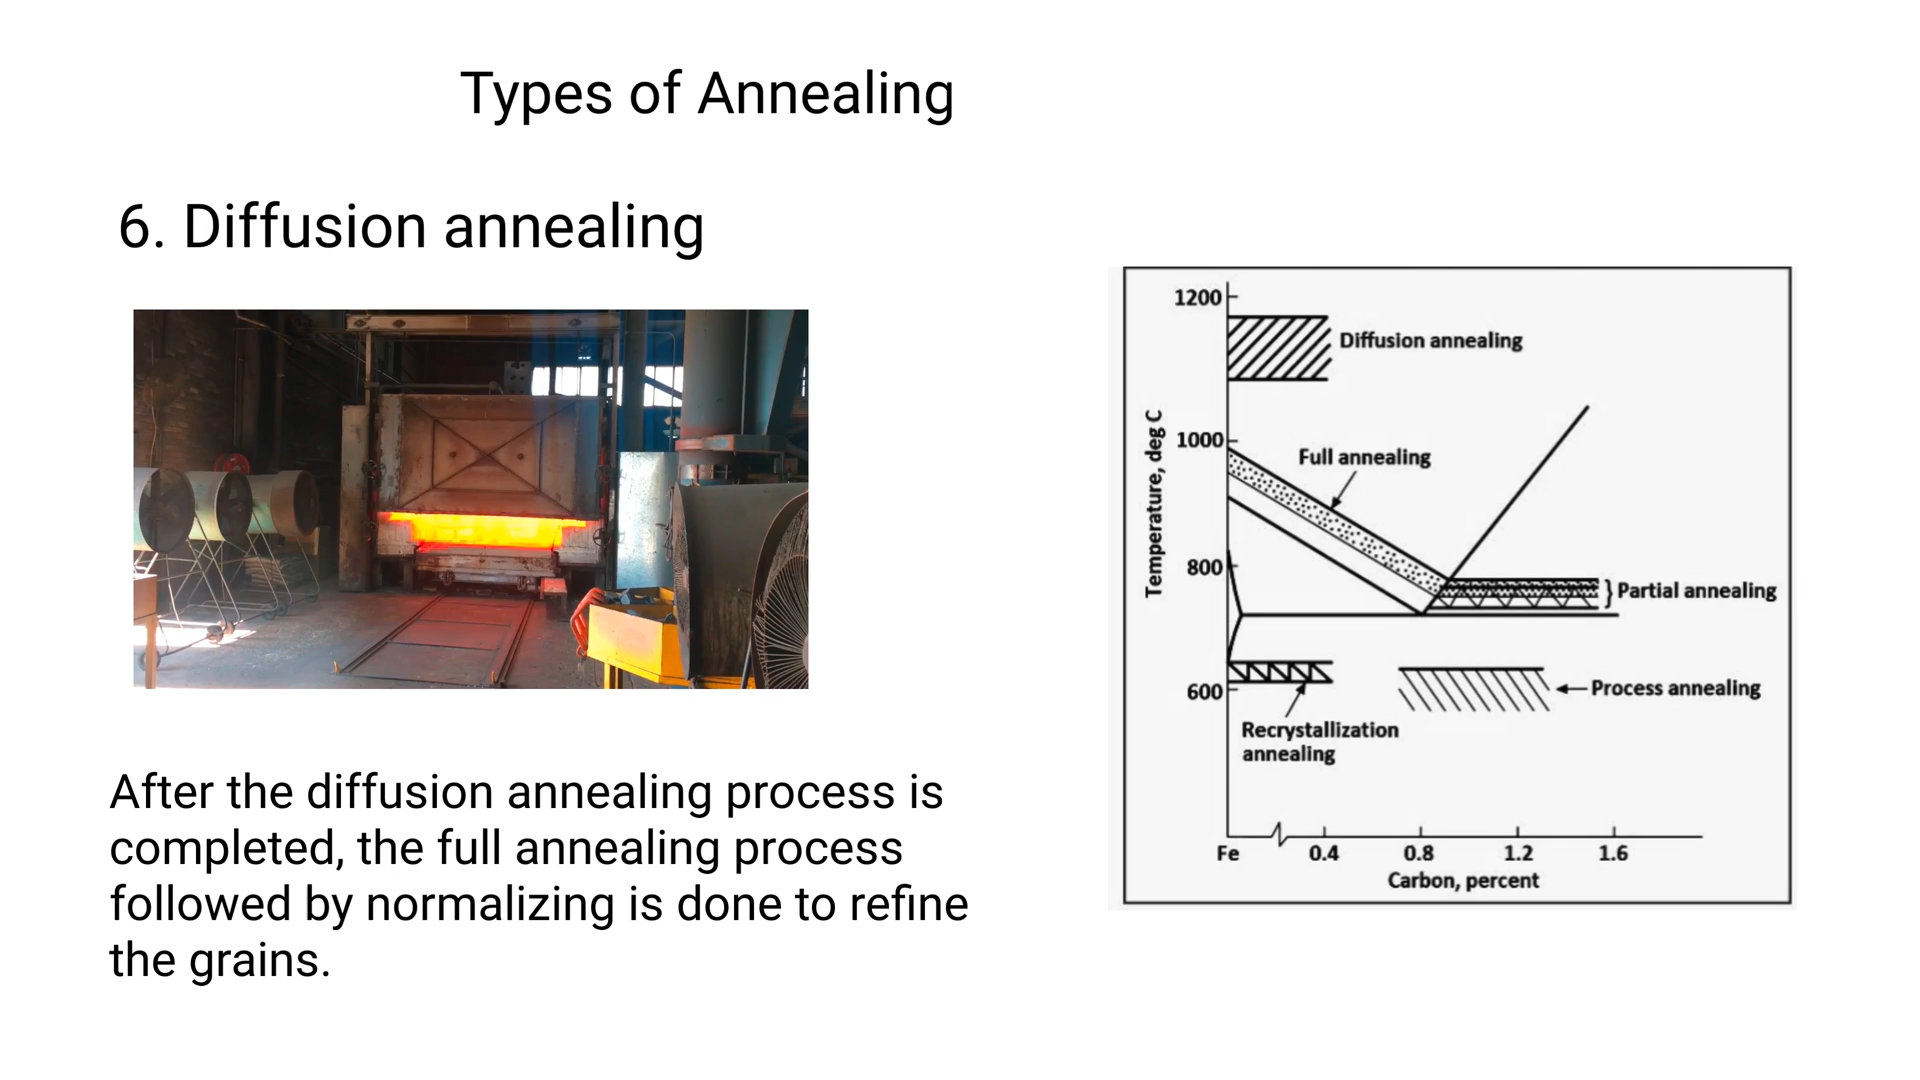 Types of Annealing
6. Diffusion annealing
After the diffusion annealing process is
completed, the full annealing process
followed by normalizing is done to refine
the grains.
1200
Diffusion annealing
1000
Full annealing
Temperature, deg C
800
Partial annealing
600
Process annealing
Recrystallization
annealing
Fe 0.4 0.8 1.2 1.6
Carbon, percent